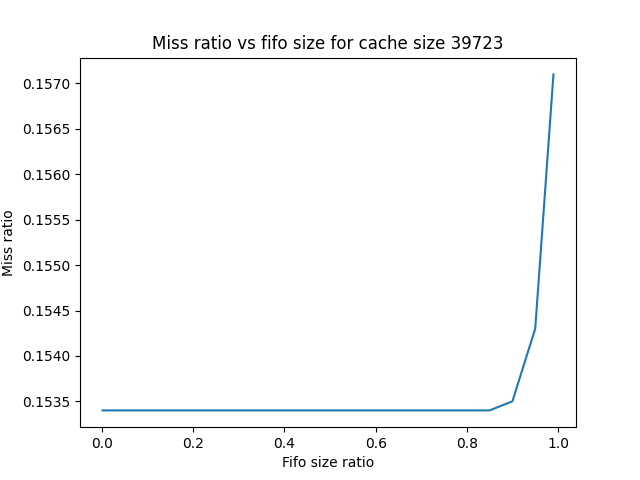 Miss ratio vs fifo size for cache size 39723
0.1570
0.1565
0.1560
0.1555
0.1550
0.1545
0.1540
0.1535
Miss ratio
0.0 0.2 0.4 0.6 0.8 1.0
Fifo size ratio